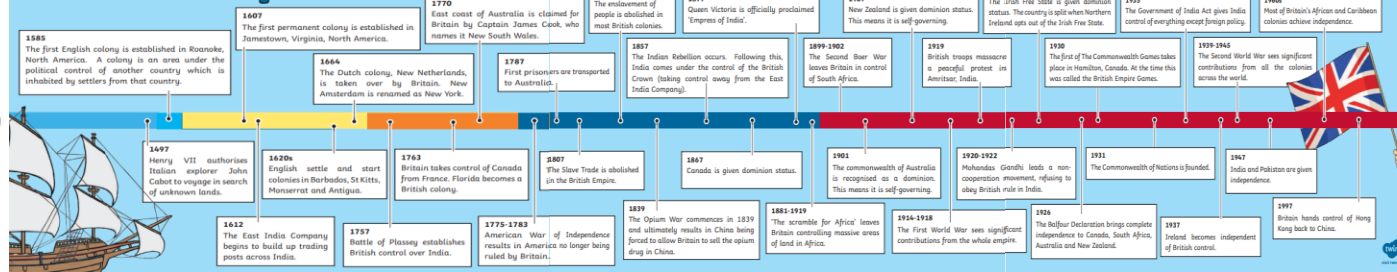 1770
East coast of Australia is claimed for
Britain by Captain James Cook, who
names it New South Wales.
The enslavement of
people is abolished in
most British colonies.
Queen Victoria is officially proclaimed
'Empress of India'.
New Zealand is given dominion status.
This means it is self-governing.
The Irish Free State is given dominion
status. The country is split when Northern
Ireland opts out of the Irish Free State.
The Government of India Act gives India
control of everything except foreign policy.
Most of Britain's African and Caribbean
colonies achieve independence.
1607
The first permanent colony is established in
Jamestown, Virginia, North America.
1585
The first English colony is established in Roanoke,
North America. A colony is an area under the
political control of another country which is
inhabited by settlers from that country.
1664
The Dutch colony, New Netherlands,
is taken over by Britain. New
Amsterdam is renamed as New York.
1787
First prisoners are transported
to Australia.
1857
The Indian Rebellion occurs. Following this,
India comes under the control of the British
Crown (taking control away from the East
India Company).
1899-1902
The Second Boer War
leaves Britain in control
of South Africa.
1919
British troops massacre
a peaceful protest in
Amritsar, India.
1930
The first of The Commonwealth Games takes
place in Hamilton, Canada. At the time this
was called the British Empire Games.
1939-1945
The Second World War sees significant
contributions from all the colonies
across the world.
1497
Henry VII authorises
Italian explorer John
Cabot to voyage in search
of unknown lands.
1620s
English settle and start
colonies in Barbados, St Kitts,
Monserrat and Antigua.
1763
Britain takes control of Canada
from France. Florida becomes a
British colony.
1807
The Slave Trade is abolished
in the British Empire.
1867
Canada is given dominion status.
1901
The commonwealth of Australia
is recognised as a dominion.
This means it is self-governing.
1920-1922
Mohandas Gandhi leads a non-
cooperation movement, refusing to
obey British rule in India.
1931
The Commonwealth of Nations is founded.
1947
India and Pakistan are given
independence.
1612
The East India Company
begins to build up trading
posts across India.
1757
Battle of Plassey establishes
British control over India.
1775-1783
American War of Independence
results in America no longer being
ruled by Britain.
1839
The Opium War commences in 1839
and ultimately results in China being
forced to allow Britain to sell the opium
drug in China.
1881-1919
'The scramble for Africa' leaves
Britain controlling massive areas
of land in Africa.
1914-1918
The First World War sees significant
contributions from the whole empire.
1926
The Balfour Declaration brings complete
independence to Canada, South Africa,
Australia and New Zealand.
1937
Ireland becomes independent
of British control.
1997
Britain hands control of Hong
Kong back to China.